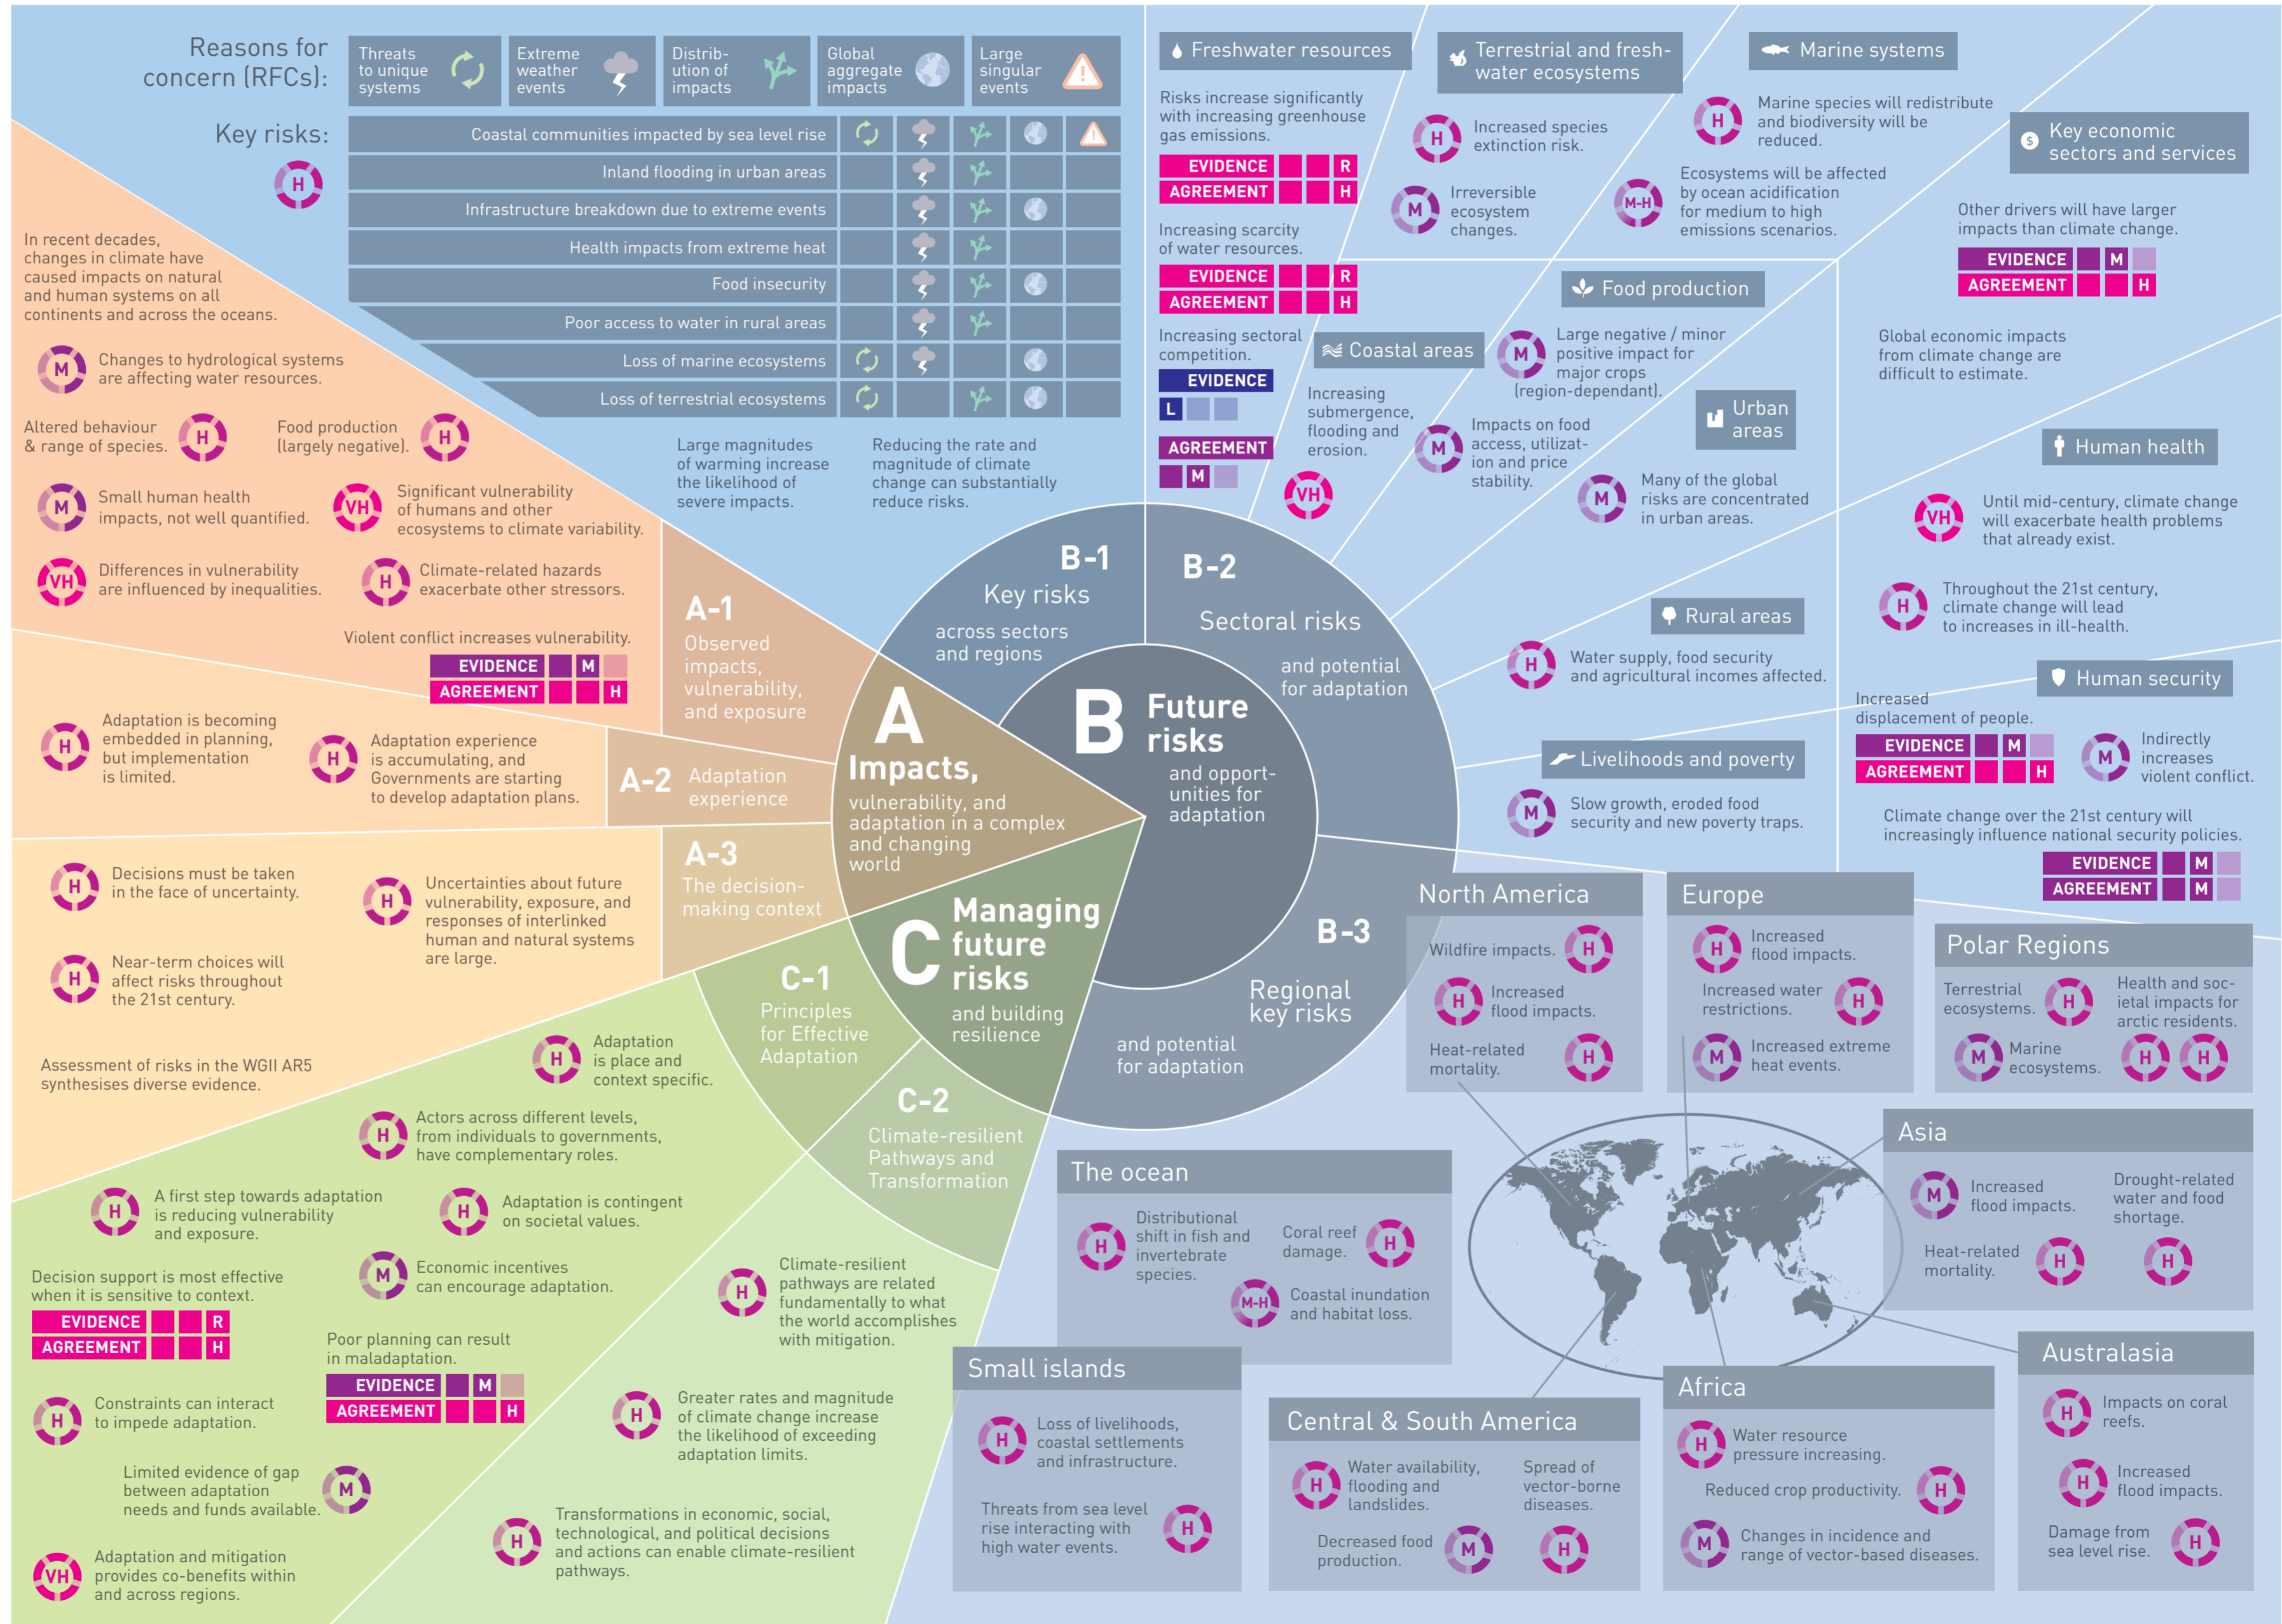 Reasons for
concern (RFCs):
Threats
to unique
systems
Extreme
weather
events
Distrib-
ution of
impacts
Global
aggregate
impacts
Large
singular
events
Key risks:
H
Coastal communities impacted by sea level rise
Inland flooding in urban areas
Infrastructure breakdown due to extreme events
Health impacts from extreme heat
Food insecurity
Poor access to water in rural areas
Loss of marine ecosystems
Loss of terrestrial ecosystems
Large magnitudes
of warming increase
the likelihood of
severe impacts.
Reducing the rate and
magnitude of climate
change can substantially
reduce risks.
In recent decades,
changes in climate have
caused impacts on natural
and human systems on all
continents and across the oceans.
M
Changes to hydrological systems
are affecting water resources.
Altered behaviour
& range of species.
H
Food production
(largely negative).
H
M
Small human health
impacts, not well quantified.
VH
Significant vulnerability
of humans and other
ecosystems to climate variability.
VH
Differences in vulnerability
are influenced by inequalities.
H
Climate-related hazards
exacerbate other stressors.
Violent conflict increases vulnerability.
EVIDENCE M
AGREEMENT H
A-1
Observed
impacts,
vulnerability,
and exposure
H
Adaptation is becoming
embedded in planning,
but implementation
is limited.
H
Adaptation experience
is accumulating, and
Governments are starting
to develop adaptation plans.
A-2 Adaptation
experience
H
Decisions must be taken
in the face of uncertainty.
H
Uncertainties about future
vulnerability, exposure, and
responses of interlinked
human and natural systems
are large.
H
Near-term choices will
affect risks throughout
the 21st century.
Assessment of risks in the WGII AR5
synthesises diverse evidence.
A-3
The decision-
making context
A
Impacts,
vulnerability, and
adaptation in a complex
and changing
world
B-1
Key risks
across sectors
and regions
B-2
Sectoral risks
and potential
for adaptation
B
Future
risks
and opport-
unities for
adaptation
B-3
Regional
key risks
and potential
for adaptation
C
Managing
future
risks
and building
resilience
C-1
Principles
for Effective
Adaptation
C-2
Climate-resilient
Pathways and
Transformation
Freshwater resources
Risks increase significantly
with increasing greenhouse
gas emissions.
EVIDENCE R
AGREEMENT H
Increasing scarcity
of water resources.
EVIDENCE R
AGREEMENT H
Increasing sectoral
competition.
EVIDENCE
L
AGREEMENT
M
Terrestrial and fresh-
water ecosystems
H
Increased species
extinction risk.
M
Irreversible
ecosystem
changes.
Marine systems
H
Marine species will redistribute
and biodiversity will be
reduced.
M-H
Ecosystems will be affected
by ocean acidification
for medium to high
emissions scenarios.
$
Key economic
sectors and services
Other drivers will have larger
impacts than climate change.
EVIDENCE M
AGREEMENT H
Global economic impacts
from climate change are
difficult to estimate.
Coastal areas
Increasing
submergence,
flooding and
erosion.
VH
Food production
M
Large negative / minor
positive impact for
major crops
(region-dependant).
M
Impacts on food
access, utilizat-
ion and price
stability.
Urban
areas
M
Many of the global
risks are concentrated
in urban areas.
Human health
VH
Until mid-century, climate change
will exacerbate health problems
that already exist.
H
Throughout the 21st century,
climate change will lead
to increases in ill-health.
Rural areas
H
Water supply, food security
and agricultural incomes affected.
Human security
Increased
displacement of people.
EVIDENCE M
AGREEMENT H
M
Indirectly
increases
violent conflict.
Climate change over the 21st century will
increasingly influence national security policies.
EVIDENCE M
AGREEMENT M
Livelihoods and poverty
M
Slow growth, eroded food
security and new poverty traps.
North America
Wildfire impacts.
H
H
Increased
flood impacts.
Heat-related
mortality.
H
Europe
H
Increased
flood impacts.
Increased water
restrictions.
H
M
Increased extreme
heat events.
Polar Regions
Terrestrial
ecosystems.
H
Health and soc-
ietal impacts for
arctic residents.
M
Marine
ecosystems.
H
H
Asia
M
Increased
flood impacts.
Drought-related
water and food
shortage.
Heat-related
mortality.
H
H
The ocean
H
Distributional
shift in fish and
invertebrate
species.
Coral reef
damage.
H
M-H
Coastal inundation
and habitat loss.
Small islands
H
Loss of livelihoods,
coastal settlements
and infrastructure.
Threats from sea level
rise interacting with
high water events.
H
Central & South America
H
Water availability,
flooding and
landslides.
Spread of
vector-borne
diseases.
Decreased food
production.
M
H
Africa
H
Water resource
pressure increasing.
Reduced crop productivity.
H
M
Changes in incidence and
range of vector-based diseases.
Australasia
H
Impacts on coral
reefs.
H
Increased
flood impacts.
Damage from
sea level rise.
H
H
Adaptation
is place and
context specific.
H
Actors across different levels,
from individuals to governments,
have complementary roles.
H
A first step towards adaptation
is reducing vulnerability
and exposure.
H
Adaptation is contingent
on societal values.
M
Economic incentives
can encourage adaptation.
Decision support is most effective
when it is sensitive to context.
EVIDENCE R
AGREEMENT H
Poor planning can result
in maladaptation.
EVIDENCE M
AGREEMENT H
H
Constraints can interact
to impede adaptation.
Limited evidence of gap
between adaptation
needs and funds available.
M
VH
Adaptation and mitigation
provides co-benefits within
and across regions.
H
Climate-resilient
pathways are related
fundamentally to what
the world accomplishes
with mitigation.
H
Greater rates and magnitude
of climate change increase
the likelihood of exceeding
adaptation limits.
H
Transformations in economic, social,
technological, and political decisions
and actions can enable climate-resilient
pathways.